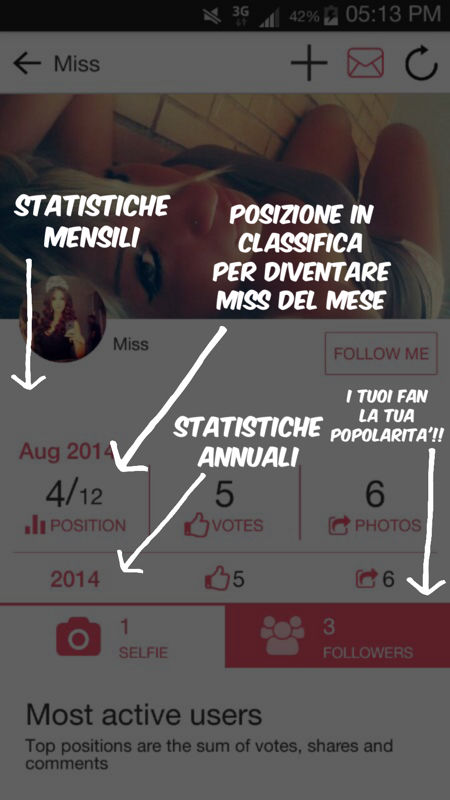 3G 42% 05:13 PM
Miss
STATISTICHE
MENSILI
POSIZIONE IN
CLASSIFICA
PER DIVENTARE
MISS DEL MESE
Miss
FOLLOW ME
I TUOI FAN
LA TUA
POPOLARITA'!!
STATISTICHE
ANNUALI
Aug 2014
4/12 5 6
POSITION VOTES PHOTOS
2014 5 6
1 3
SELFIE FOLLOWERS
Most active users
Top positions are the sum of votes, shares and
comments